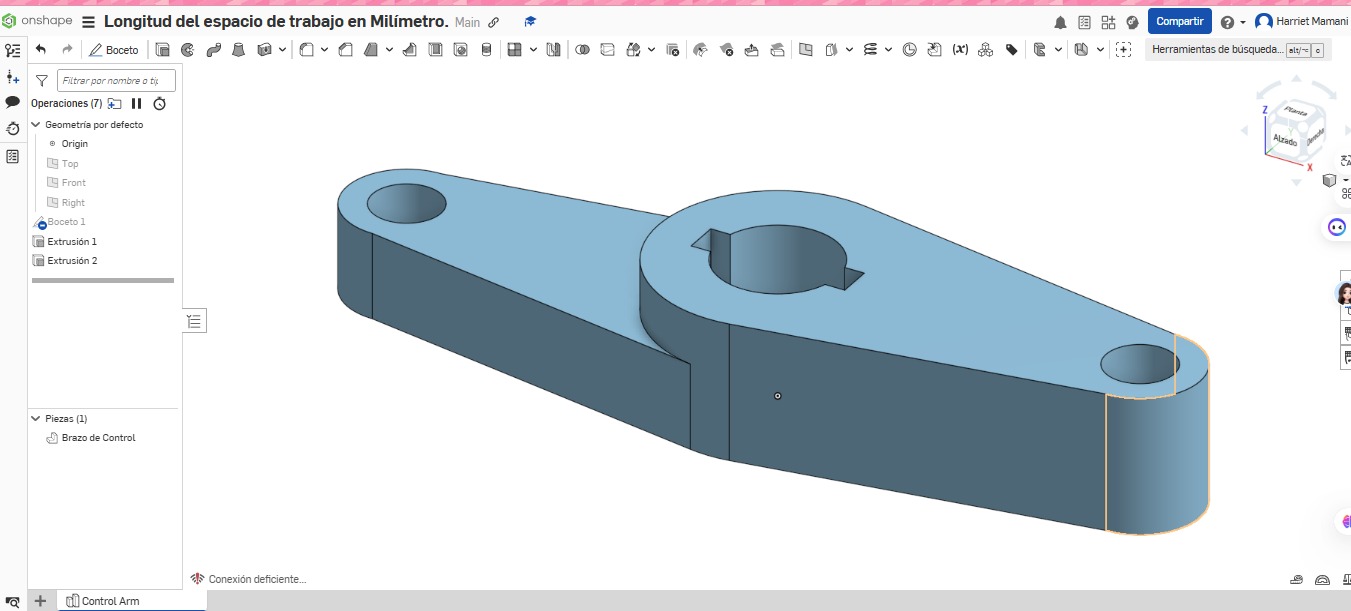 onshape Longitud del espacio de trabajo en Milímetro. Main Compartir Harriet Mamani
Boceto (x) Herramientas de búsqueda... alt/⌥ c
Filtrar por nombre o ti
Operaciones (7)
Geometría por defecto
Origin
Top
Front
Right
Boceto 1
Extrusión 1
Extrusión 2
Z
Planta
Alzado
Derecha
X
Piezas (1)
Brazo de Control
Conexión deficiente...
Control Arm